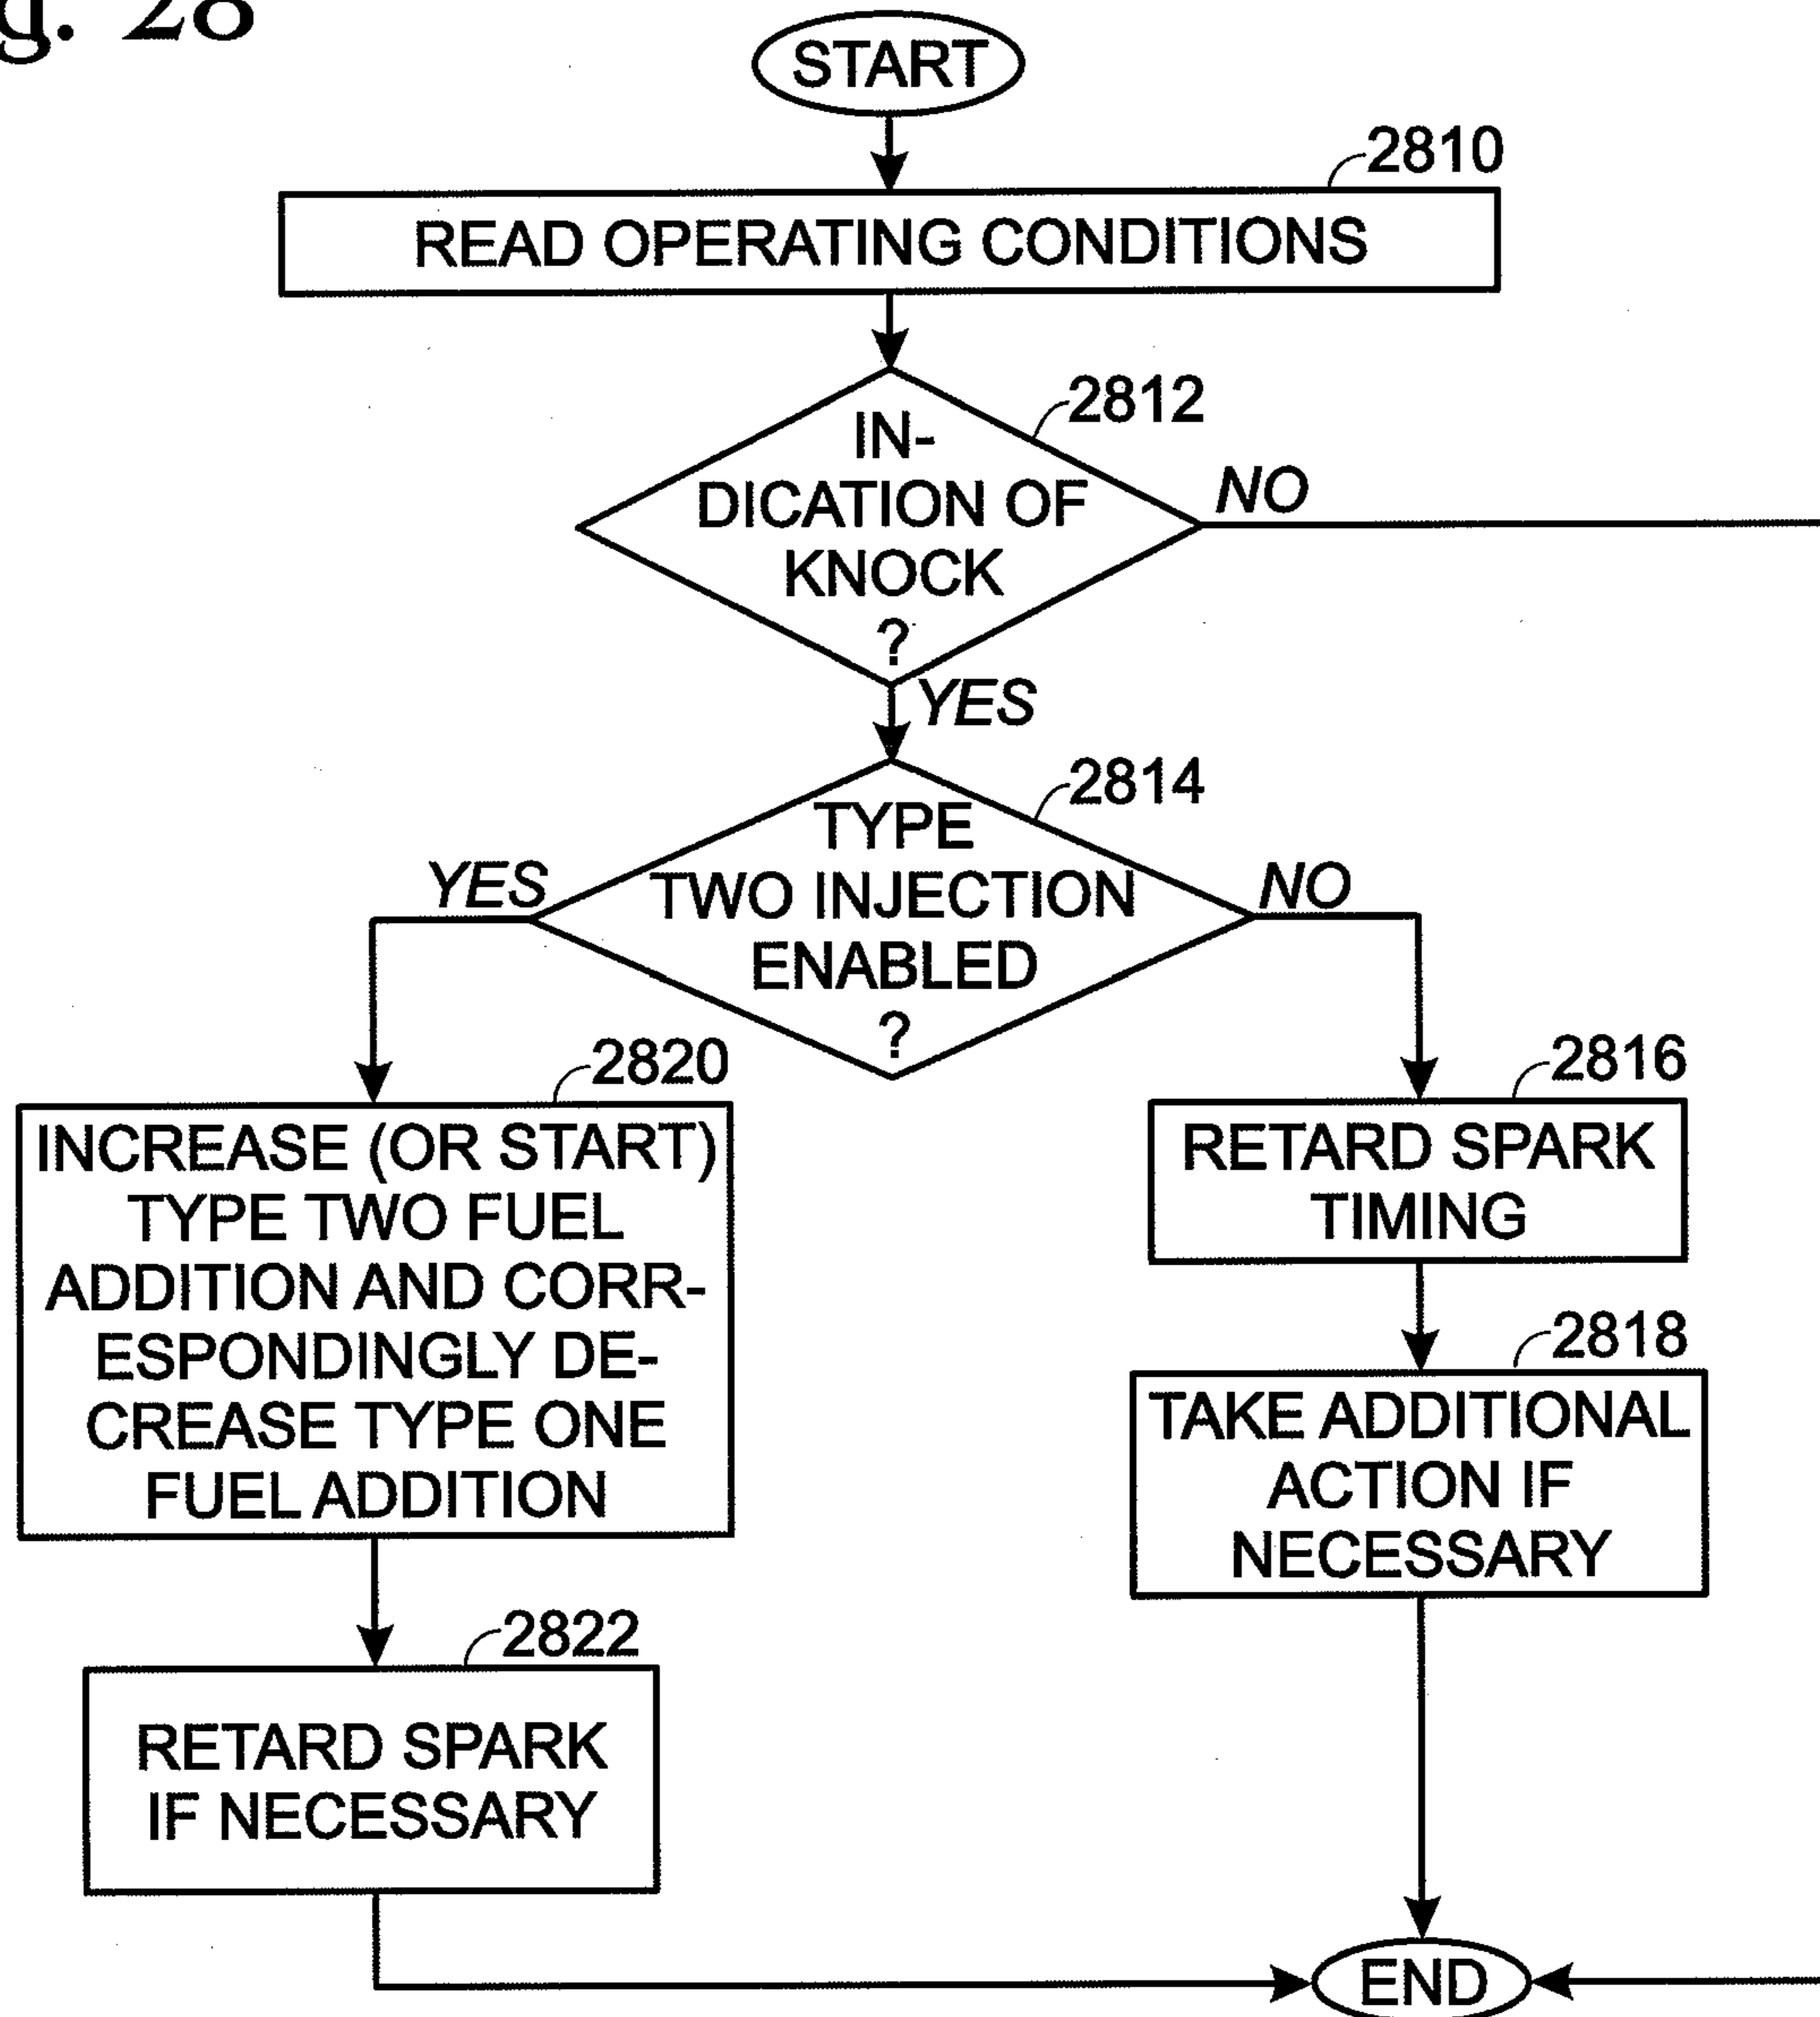 g. 28
START
2810
READ OPERATING CONDITIONS
2812
IN-
DICATION OF
KNOCK
?
NO
YES
2814
TYPE
TWO INJECTION
ENABLED
?
YES
NO
2820
INCREASE (OR START)
TYPE TWO FUEL
ADDITION AND CORR-
ESPONDINGLY DE-
CREASE TYPE ONE
FUEL ADDITION
2816
RETARD SPARK
TIMING
2818
TAKE ADDITIONAL
ACTION IF
NECESSARY
2822
RETARD SPARK
IF NECESSARY
END